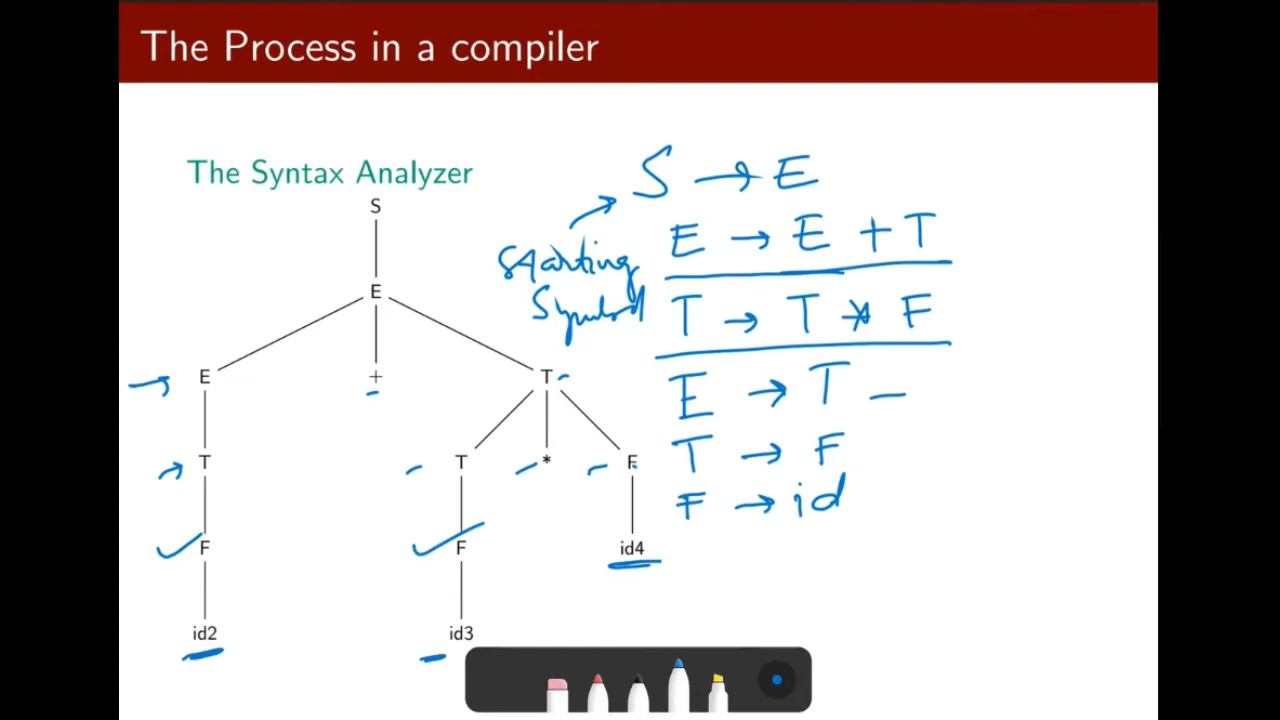 The Process in a compiler
The Syntax Analyzer
S
E
E + T
T T * F
F F id4
id2 id3
S → E
Starting
Symbol
E → E + T
T → T * F
E → T
T → F
F → id